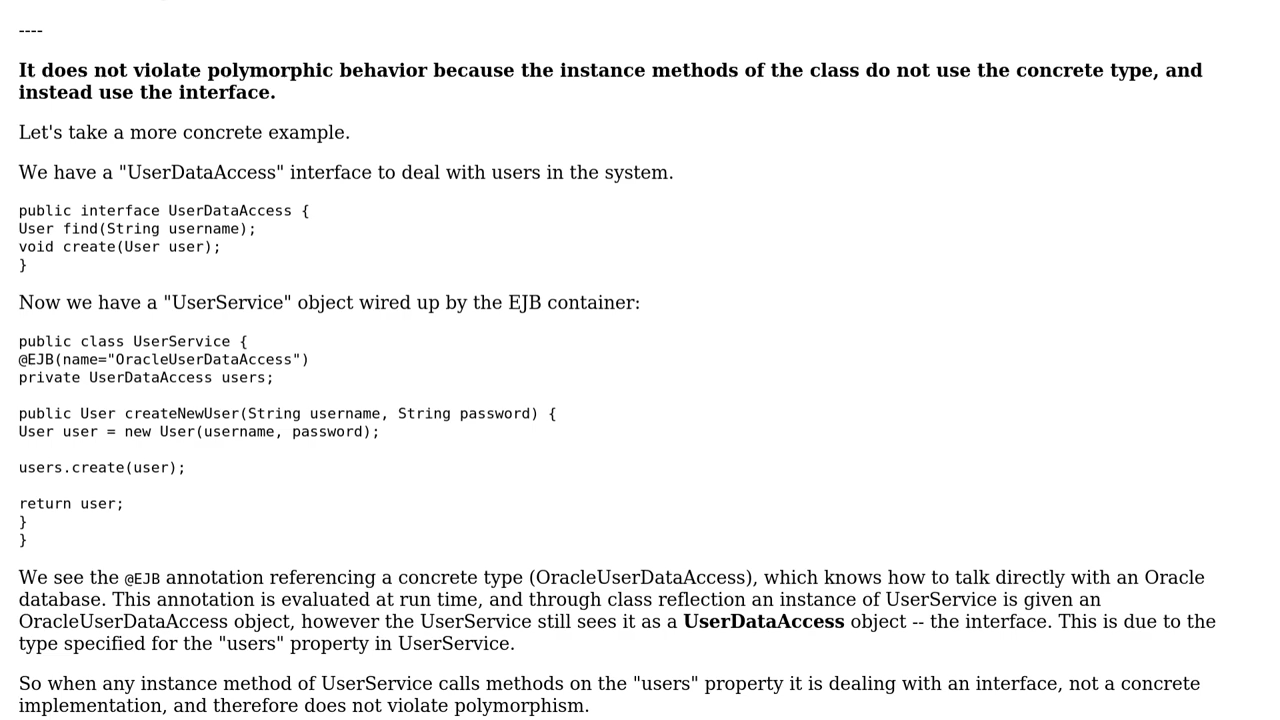 ----
It does not violate polymorphic behavior because the instance methods of the class do not use the concrete type, and
instead use the interface.
Let's take a more concrete example.
We have a "UserDataAccess" interface to deal with users in the system.
public interface UserDataAccess {
User find(String username);
void create(User user);
}
Now we have a "UserService" object wired up by the EJB container:
public class UserService {
@EJB(name="OracleUserDataAccess")
private UserDataAccess users;
public User createNewUser(String username, String password) {
User user = new User(username, password);
users.create(user);
return user;
}
}
We see the @EJB annotation referencing a concrete type (OracleUserDataAccess), which knows how to talk directly with an Oracle
database. This annotation is evaluated at run time, and through class reflection an instance of UserService is given an
OracleUserDataAccess object, however the UserService still sees it as a UserDataAccess object -- the interface. This is due to the
type specified for the "users" property in UserService.
So when any instance method of UserService calls methods on the "users" property it is dealing with an interface, not a concrete
implementation, and therefore does not violate polymorphism.